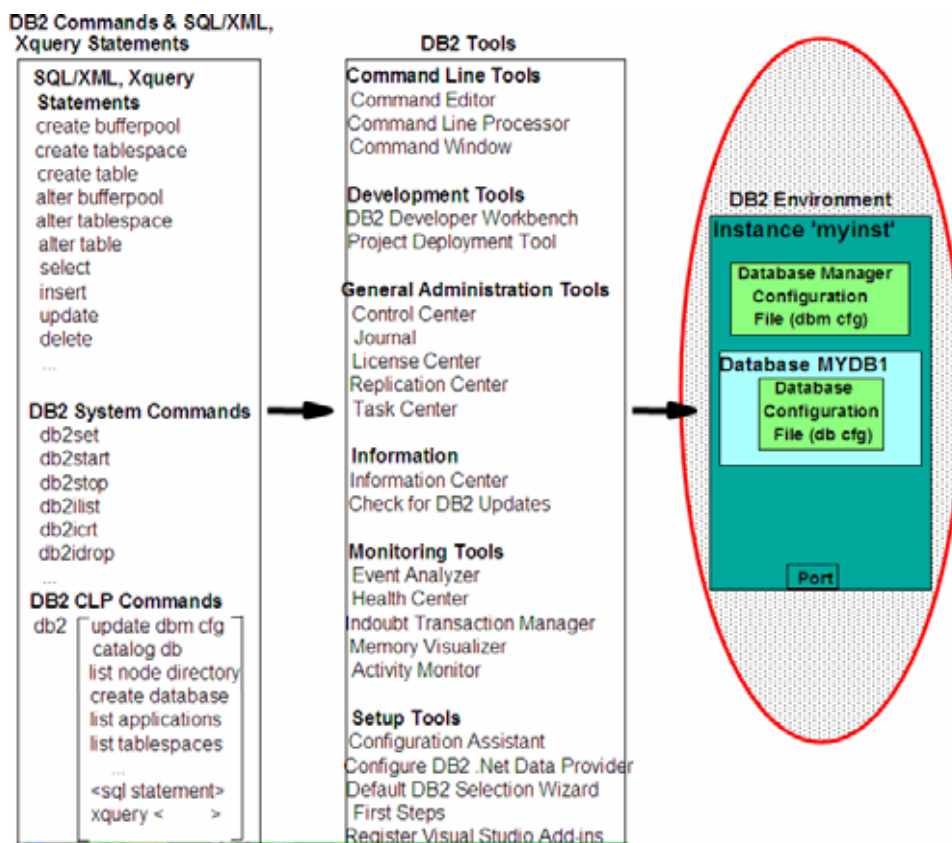 DB2 Commands & SQL/XML,
Xquery Statements
SQL/XML, Xquery
Statements
create bufferpool
create tablespace
create table
alter bufferpool
alter tablespace
alter table
select
insert
update
delete
...
DB2 System Commands
db2set
db2start
db2stop
db2ilist
db2icrt
db2idrop
...
DB2 CLP Commands
db2
update dbm cfg
catalog db
list node directory
create database
list applications
list tablespaces
...
<sql statement>
xquery < >
DB2 Tools
Command Line Tools
Command Editor
Command Line Processor
Command Window
Development Tools
DB2 Developer Workbench
Project Deployment Tool
General Administration Tools
Control Center
Journal
License Center
Replication Center
Task Center
Information
Information Center
Check for DB2 Updates
Monitoring Tools
Event Analyzer
Health Center
Indoubt Transaction Manager
Memory Visualizer
Activity Monitor
Setup Tools
Configuration Assistant
Configure DB2 .Net Data Provider
Default DB2 Selection Wizard
First Steps
Register Visual Studio Add-ins
DB2 Environment
Instance 'myinst'
Database Manager
Configuration
File (dbm cfg)
Database MYDB1
Database
Configuration
File (db cfg)
Port